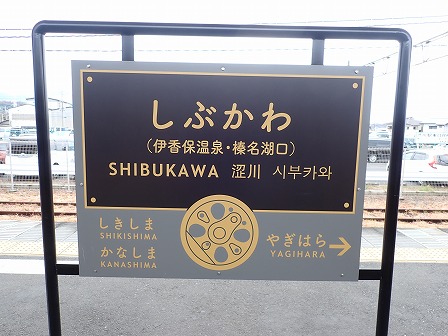 しぶかわ
(伊香保温泉・榛名湖口)
SHIBUKAWA 涩川 시부카와
しきしま
SHIKISHIMA
かなしま
KANASHIMA
やぎはら
YAGIHARA